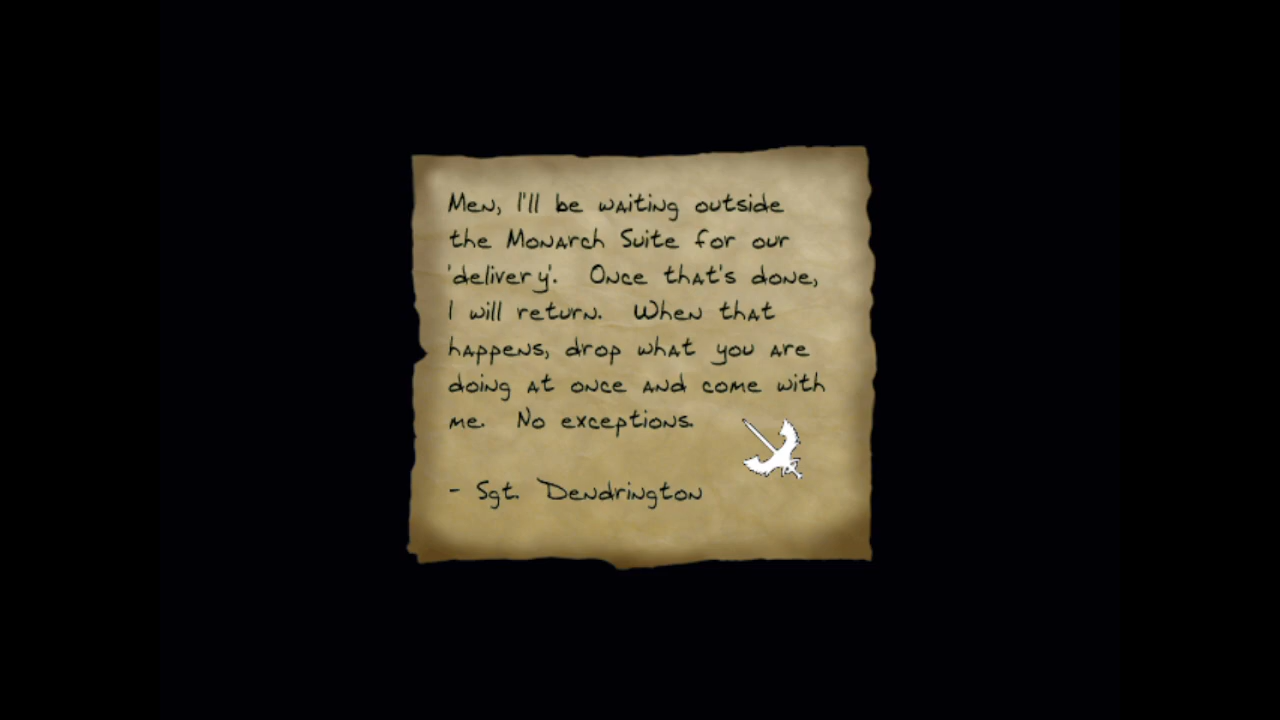 Men, I'll be waiting outside
the Monarch Suite for our
'delivery'. Once that's done,
I will return. When that
happens, drop what you are
doing at once and come with
me. No exceptions.
- Sgt. Dendrington